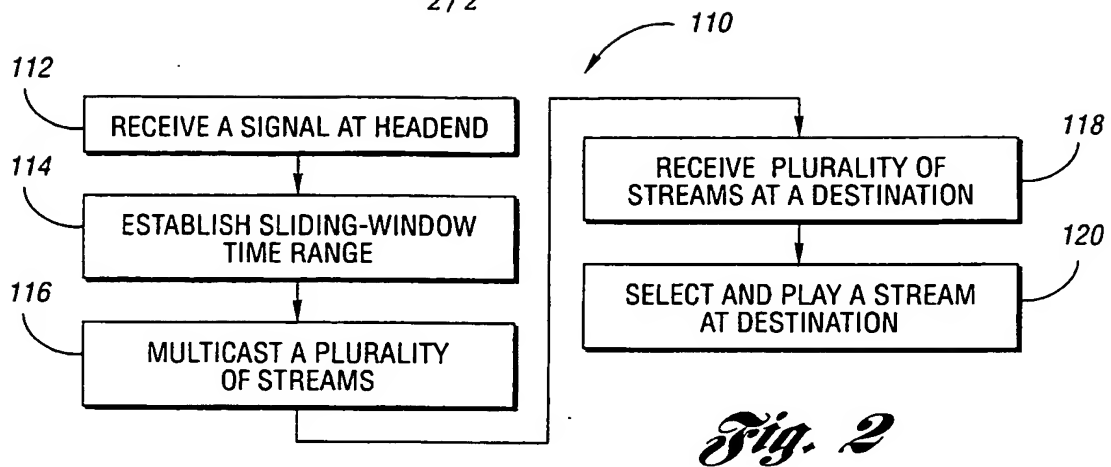 2/2
110
112
RECEIVE A SIGNAL AT HEADEND
114
ESTABLISH SLIDING-WINDOW
TIME RANGE
116
MULTICAST A PLURALITY
OF STREAMS
118
RECEIVE PLURALITY OF
STREAMS AT A DESTINATION
120
SELECT AND PLAY A STREAM
AT DESTINATION
Fig. 2